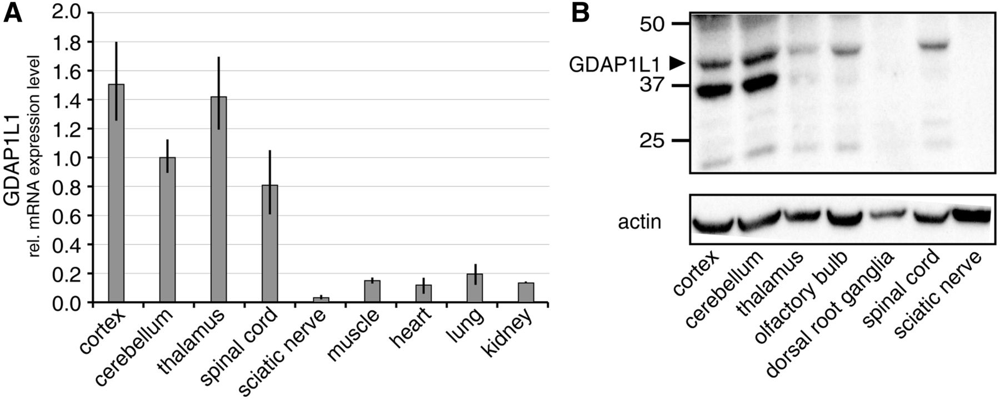 A
GDAP1L1
rel. mRNA expression level
2.0
1.8
1.6
1.4
1.2
1.0
0.8
0.6
0.4
0.2
0.0
cortex
cerebellum
thalamus
spinal cord
sciatic nerve
muscle
heart
lung
kidney
B
50
GDAP1L1
37
25
actin
cortex
cerebellum
thalamus
olfactory bulb
dorsal root ganglia
spinal cord
sciatic nerve